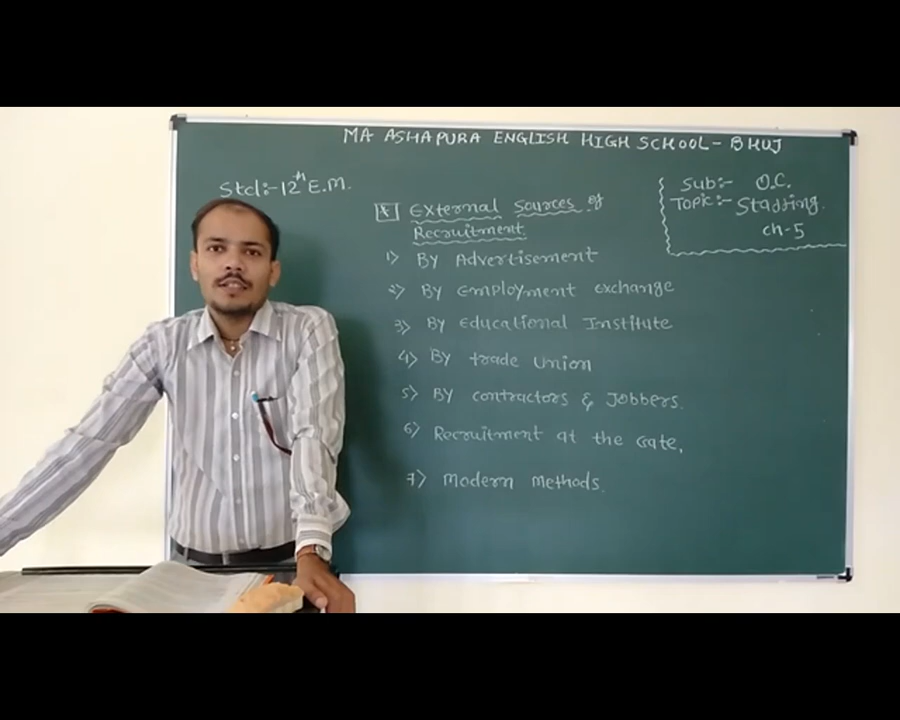 MA ASHAPURA ENGLISH HIGH SCHOOL - BHUJ
Std:- 12th E.M.
Sub:- O.C.
Topic:- Staffing.
ch-5
* External Sources of
Recruitment
1> By Advertisement
2> By Employment exchange
3> By Educational Institute
4> By trade union
5> By contractors & Jobbers.
6> Recruitment at the Gate.
7> Modern Methods.